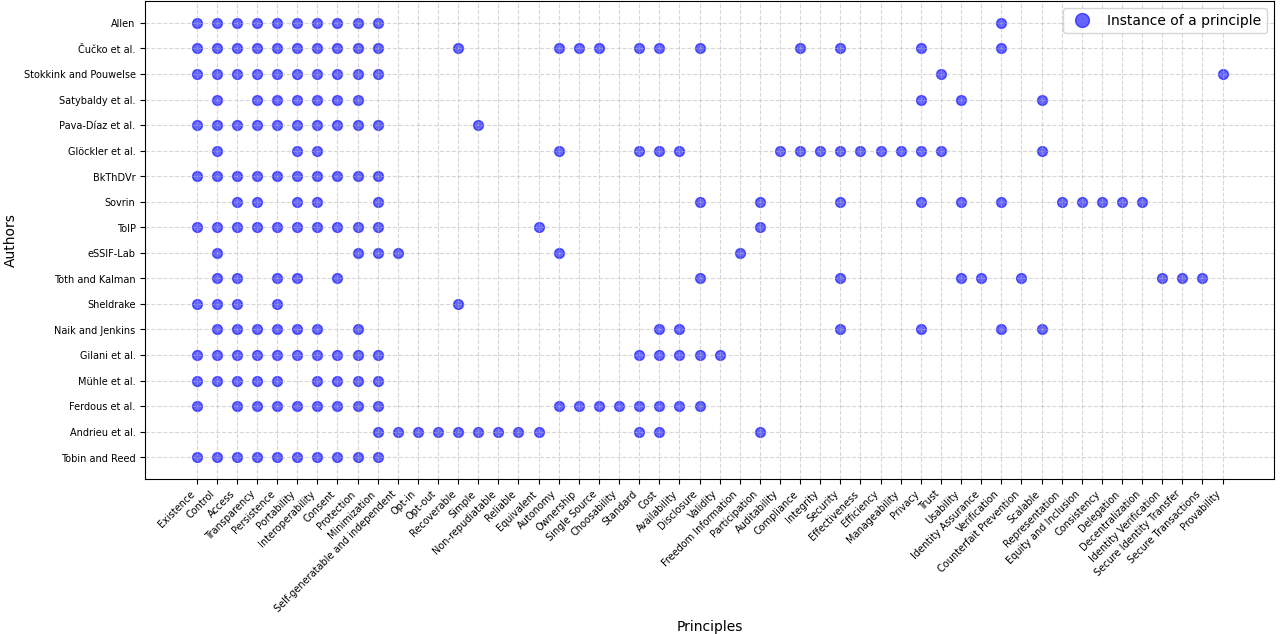 Instance of a principle
Authors
Allen
Čučko et al.
Stokkink and Pouwelse
Satybaldy et al.
Pava-Díaz et al.
Glöckler et al.
BkThDVr
Sovrin
ToIP
eSSIF-Lab
Toth and Kalman
Sheldrake
Naik and Jenkins
Gilani et al.
Mühle et al.
Ferdous et al.
Andrieu et al.
Tobin and Reed
Existence
Control
Access
Transparency
Persistence
Portability
Interoperability
Consent
Protection
Minimization
Self-generatable and Independent
Opt-in
Opt-out
Recoverable
Simple
Non-repudiatable
Reliable
Equivalent
Autonomy
Ownership
Single Source
Choosability
Standard
Cost
Availability
Disclosure
Validity
Freedom Information
Participation
Auditability
Compliance
Integrity
Security
Effectiveness
Efficiency
Manageability
Privacy
Trust
Usability
Identity Assurance
Verification
Counterfait Prevention
Scalable
Representation
Equity and Inclusion
Consistency
Delegation
Decentralization
Identity Verification
Secure Identity Transfer
Secure Transactions
Provability
Principles